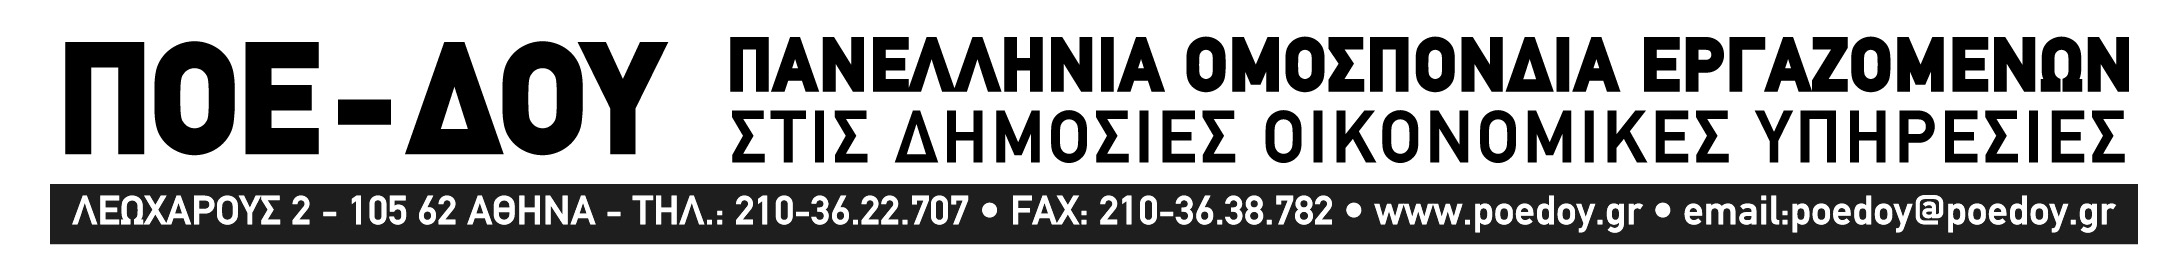 ΠΟΕ-ΔΟΥ
ΠΑΝΕΛΛΗΝΙΑ ΟΜΟΣΠΟΝΔΙΑ ΕΡΓΑΖΟΜΕΝΩΝ
ΣΤΙΣ ΔΗΜΟΣΙΕΣ ΟΙΚΟΝΟΜΙΚΕΣ ΥΠΗΡΕΣΙΕΣ
ΛΕΩΧΑΡΟΥΣ 2 - 105 62 ΑΘΗΝΑ - ΤΗΛ.: 210-36.22.707 • FAX: 210-36.38.782 • www.poedoy.gr • email:poedoy@poedoy.gr